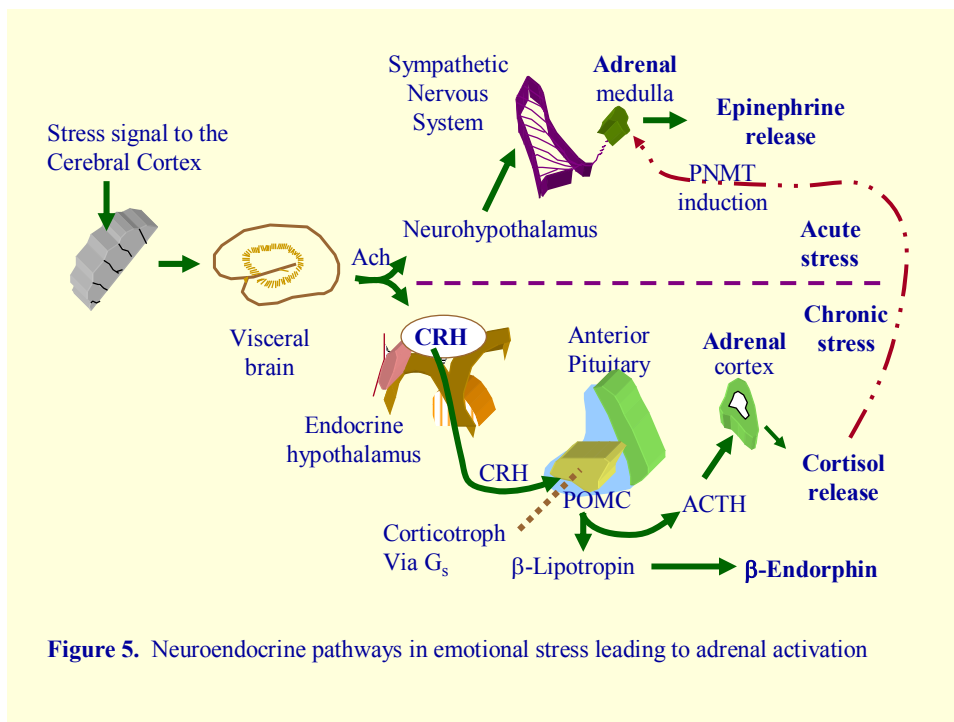 Stress signal to the
Cerebral Cortex
Visceral
brain
Ach
Sympathetic
Nervous
System
Neurohypothalamus
Adrenal
medulla
Epinephrine
release
PNMT
induction
Acute
stress
Chronic
stress
CRH
Endocrine
hypothalamus
CRH
Anterior
Pituitary
POMC
Corticotroph
Via Gₛ
β-Lipotropin
β-Endorphin
ACTH
Adrenal
cortex
Cortisol
release
Figure 5. Neuroendocrine pathways in emotional stress leading to adrenal activation